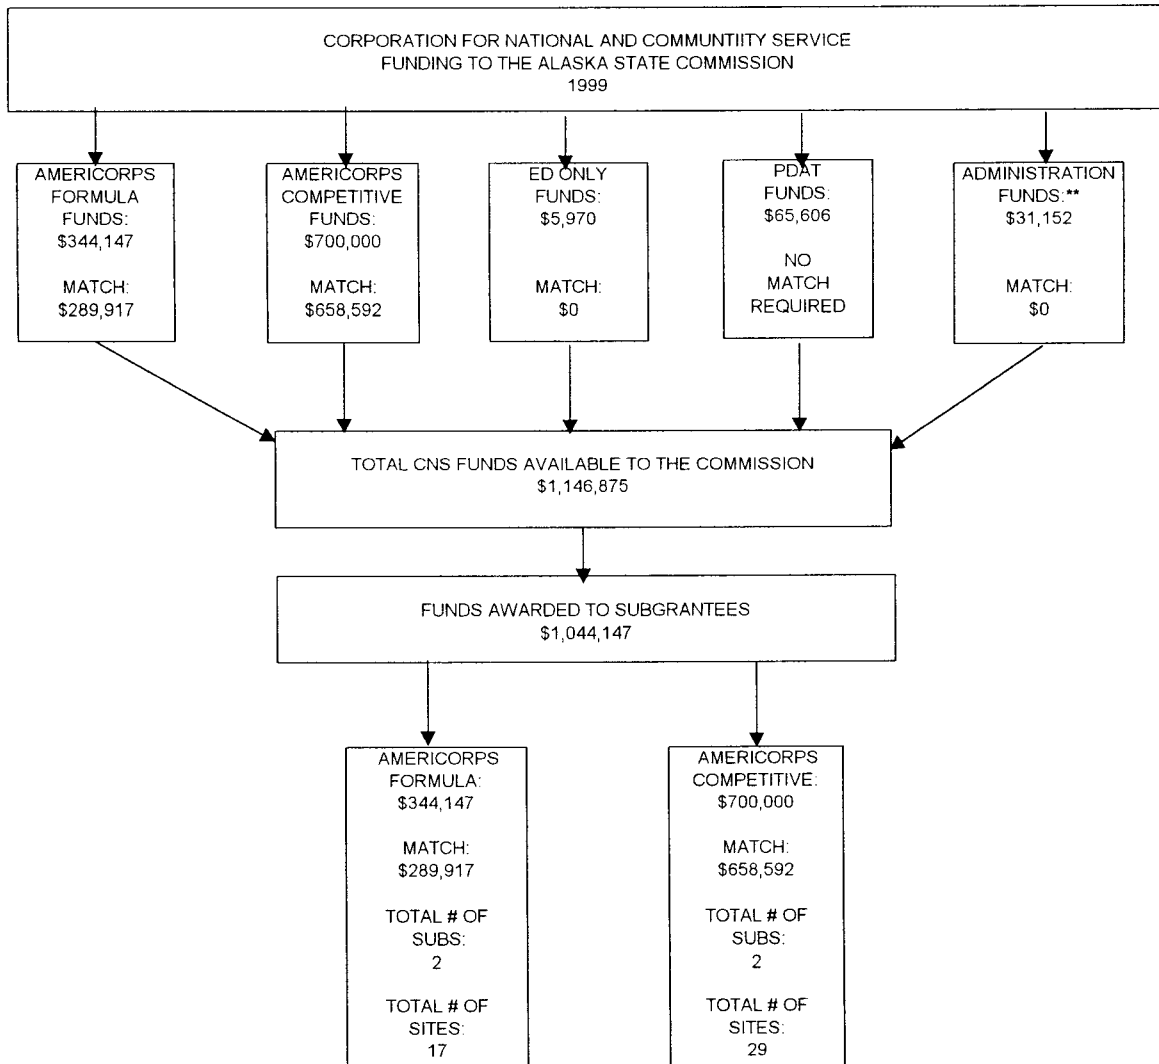 CORPORATION FOR NATIONAL AND COMMUNTIITY SERVICE
FUNDING TO THE ALASKA STATE COMMISSION
1999
AMERICORPS
FORMULA
FUNDS:
$344,147
MATCH:
$289,917
AMERICORPS
COMPETITIVE
FUNDS:
$700,000
MATCH:
$658,592
ED ONLY
FUNDS:
$5,970
MATCH:
$0
PDAT
FUNDS:
$65,606
NO
MATCH
REQUIRED
ADMINISTRATION
FUNDS:**
$31,152
MATCH:
$0
TOTAL CNS FUNDS AVAILABLE TO THE COMMISSION
$1,146,875
FUNDS AWARDED TO SUBGRANTEES
$1,044,147
AMERICORPS
FORMULA:
$344,147
MATCH:
$289,917
TOTAL # OF
SUBS:
2
TOTAL # OF
SITES:
17
AMERICORPS
COMPETITIVE:
$700,000
MATCH:
$658,592
TOTAL # OF
SUBS:
2
TOTAL # OF
SITES:
29